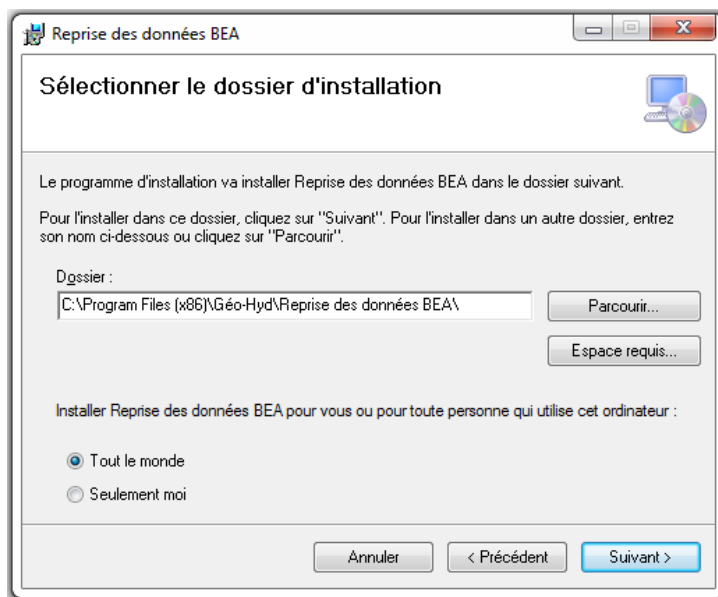 Reprise des données BEA
Sélectionner le dossier d'installation
Le programme d'installation va installer Reprise des données BEA dans le dossier suivant.
Pour l'installer dans ce dossier, cliquez sur "Suivant". Pour l'installer dans un autre dossier, entrez
son nom ci-dessous ou cliquez sur "Parcourir".
Dossier :
C:\Program Files (x86)\Géo-Hyd\Reprise des données BEA\
Parcourir...
Espace requis...
Installer Reprise des données BEA pour vous ou pour toute personne qui utilise cet ordinateur :
Tout le monde
Seulement moi
Annuler
< Précédent
Suivant >